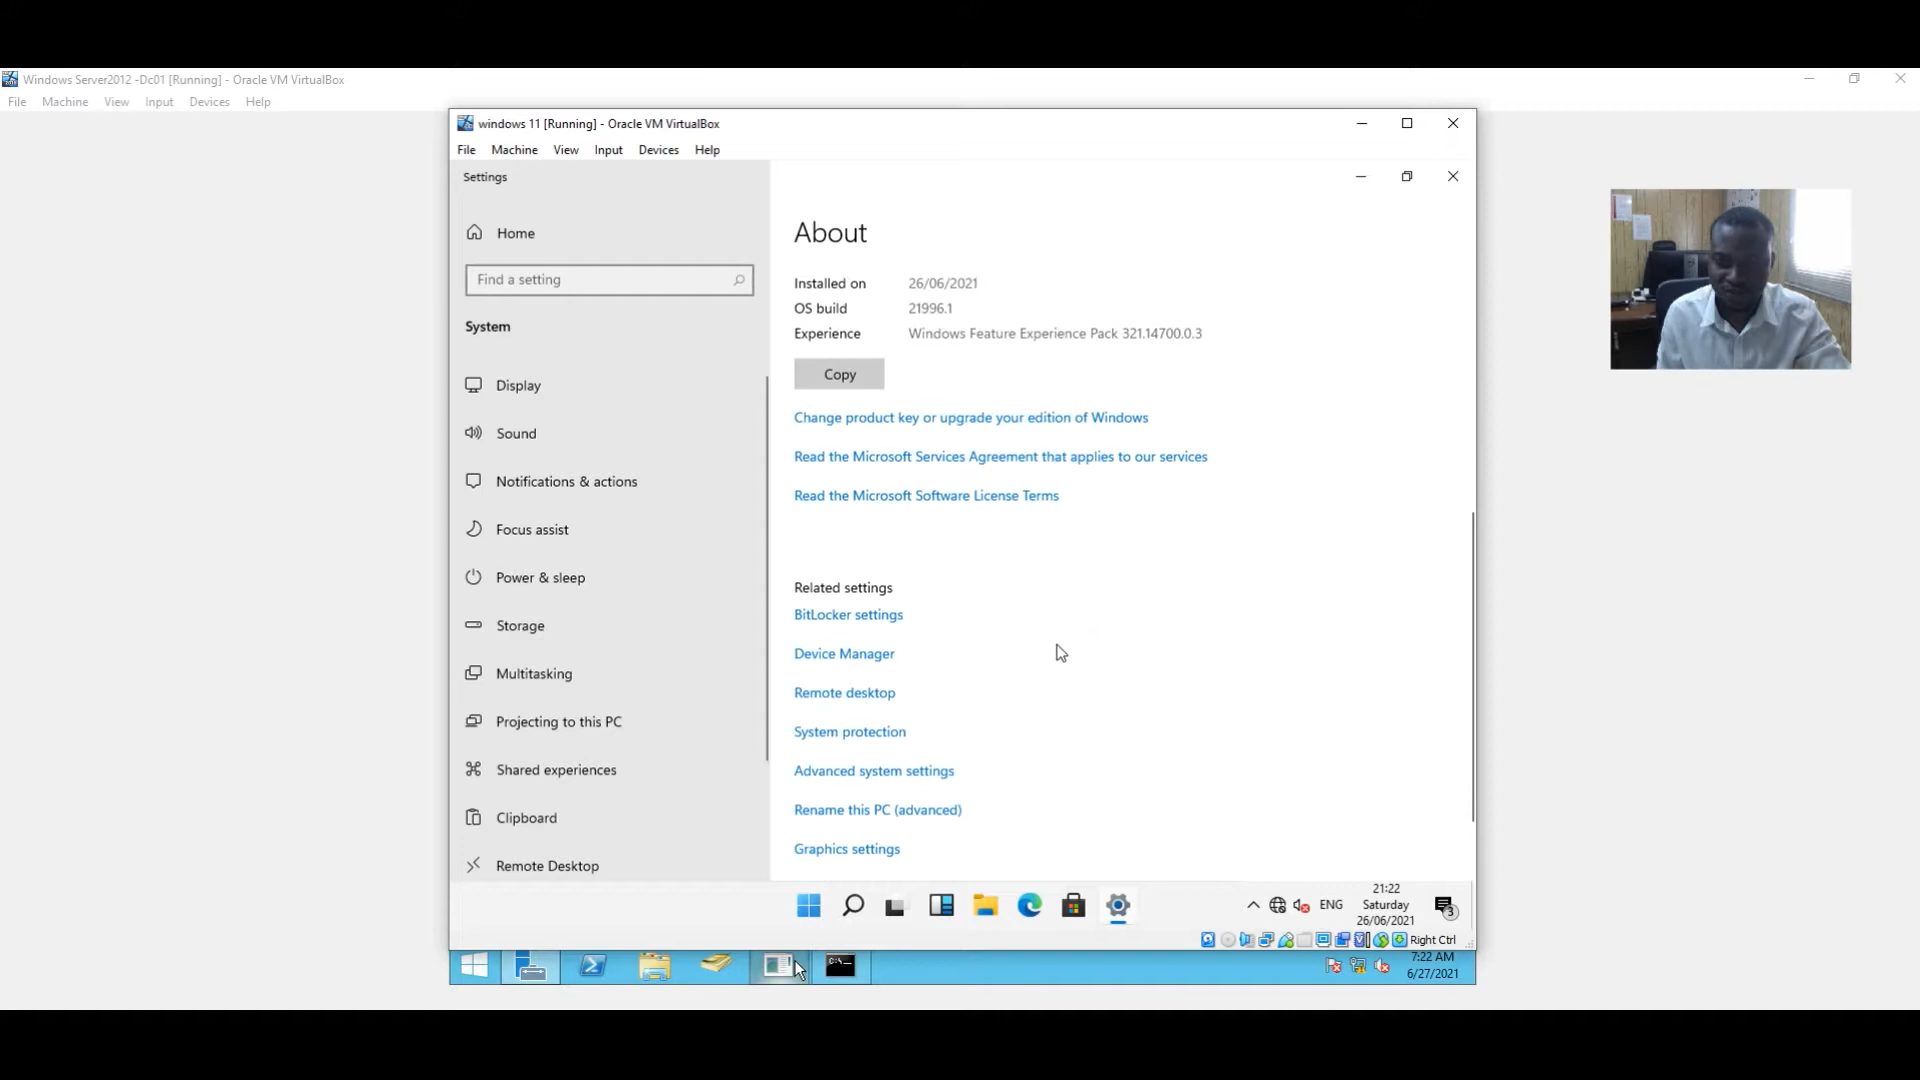 Windows Server2012 -Dc01 [Running] - Oracle VM VirtualBox
File Machine View Input Devices Help
windows 11 [Running] - Oracle VM VirtualBox
File Machine View Input Devices Help
Settings
Home
Find a setting
System
Display
Sound
Notifications & actions
Focus assist
Power & sleep
Storage
Multitasking
Projecting to this PC
Shared experiences
Clipboard
Remote Desktop
About
Installed on 26/06/2021
OS build 21996.1
Experience Windows Feature Experience Pack 321.14700.0.3
Copy
Change product key or upgrade your edition of Windows
Read the Microsoft Services Agreement that applies to our services
Read the Microsoft Software License Terms
Related settings
BitLocker settings
Device Manager
Remote desktop
System protection
Advanced system settings
Rename this PC (advanced)
Graphics settings
ENG
21:22
Saturday
26/06/2021
3
Right Ctrl
7:22 AM
6/27/2021